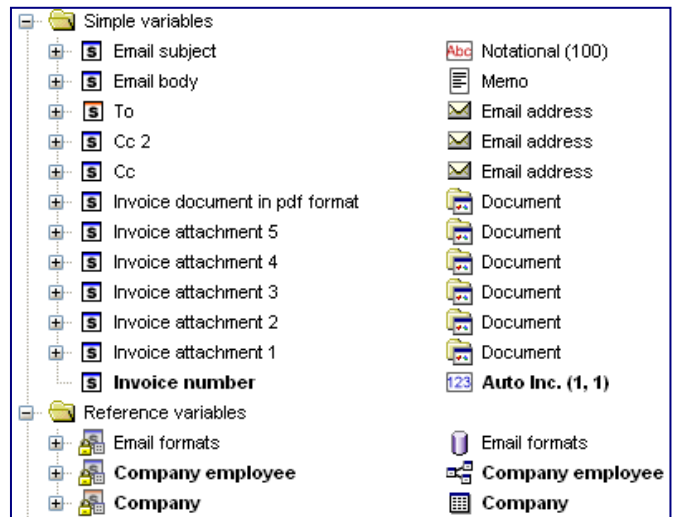 Simple variables
S Email subject Abc Notational (100)
S Email body Memo
S To Email address
S Cc 2 Email address
S Cc Email address
S Invoice document in pdf format Document
S Invoice attachment 5 Document
S Invoice attachment 4 Document
S Invoice attachment 3 Document
S Invoice attachment 2 Document
S Invoice attachment 1 Document
S Invoice number 123 Auto Inc. (1, 1)
Reference variables
Email formats Email formats
Company employee Company employee
Company Company